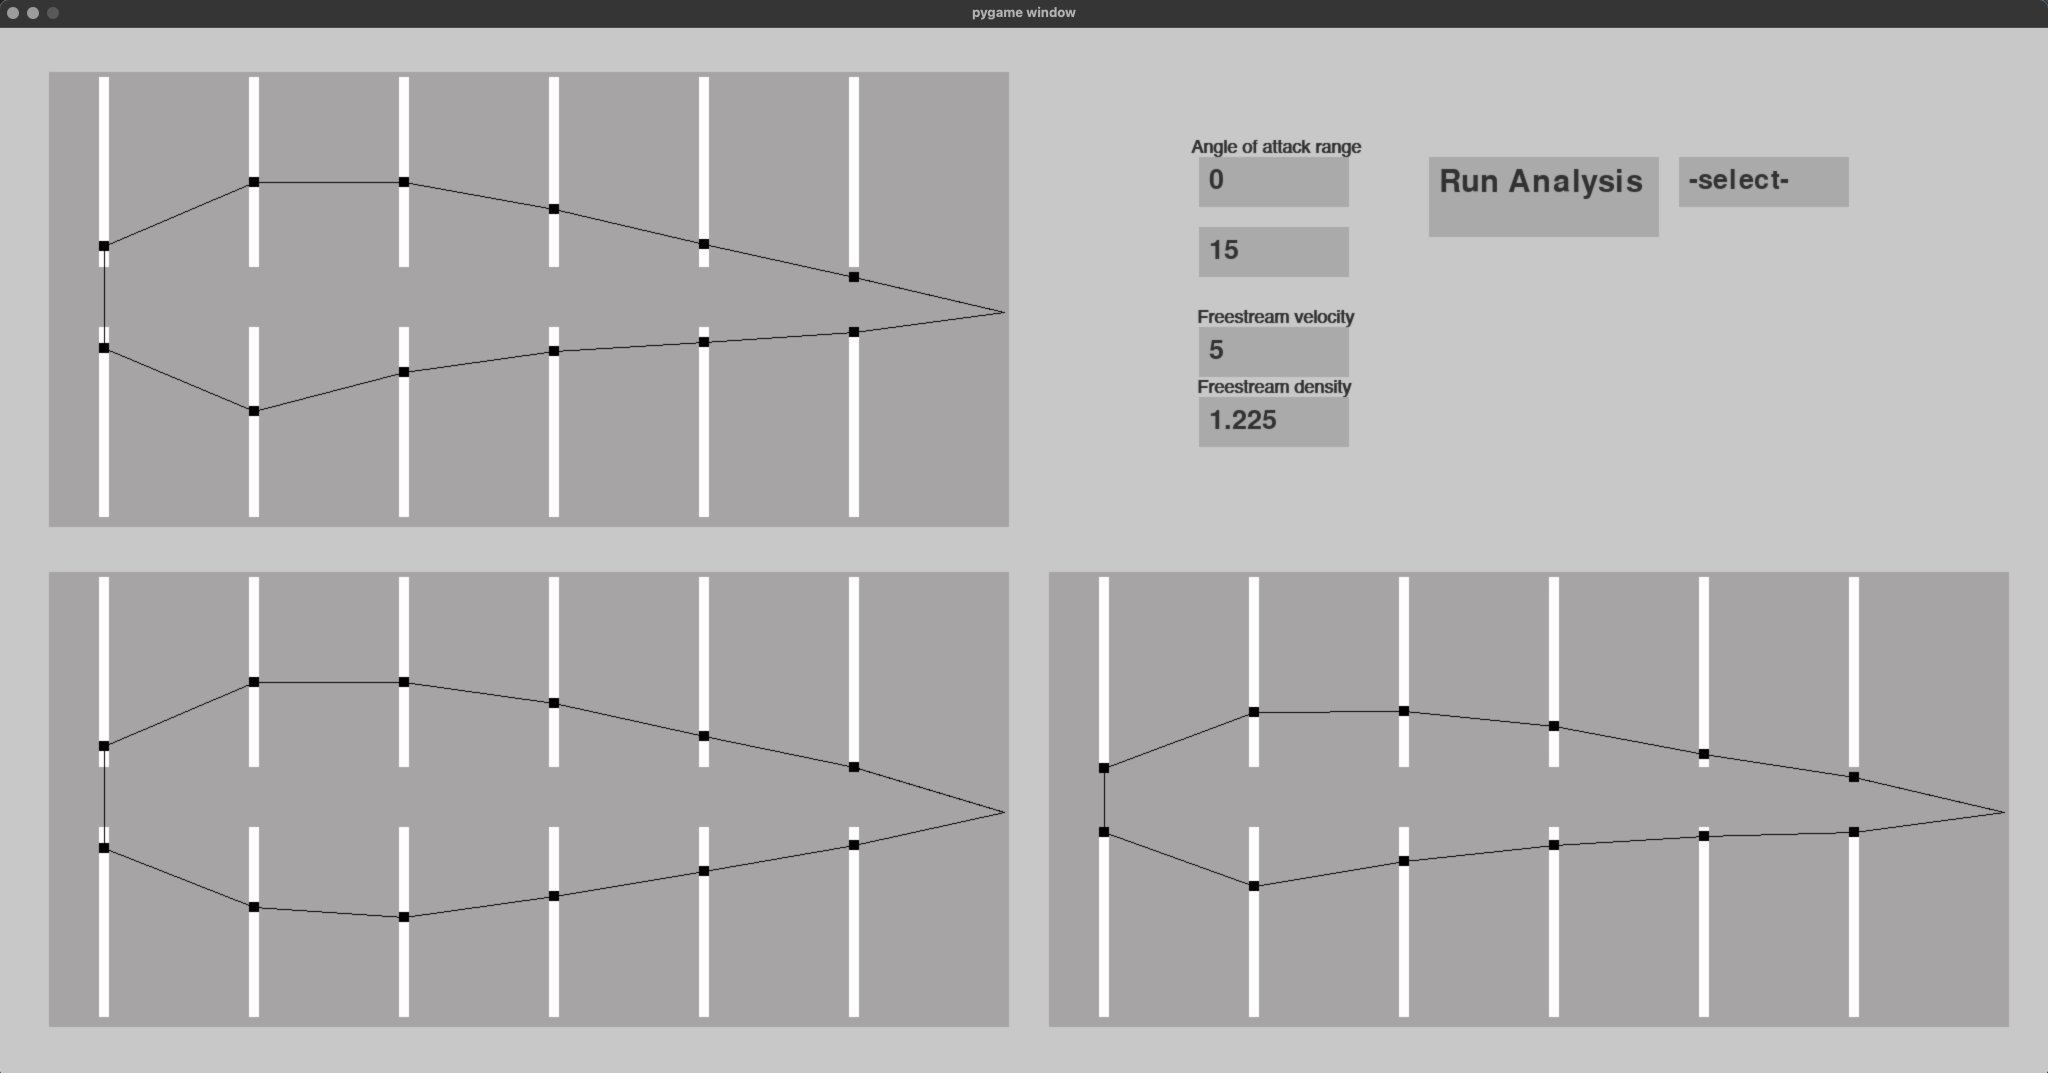 pygame window
Angle of attack range
0
Run Analysis
-select-
15
Freestream velocity
5
Freestream density
1.225